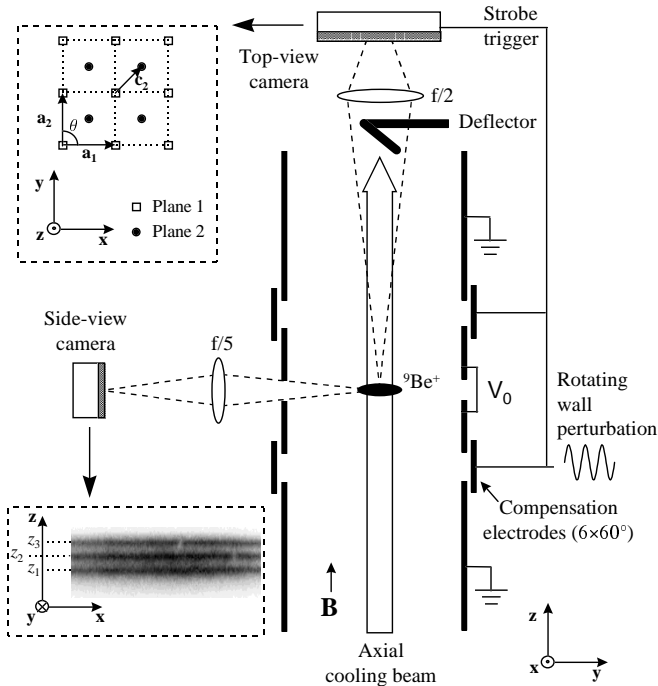 Strobe
trigger
Top-view
camera
f/2
Deflector
a₂
θ
a₁
c₂
y
z
x
Plane 1
Plane 2
Side-view
camera
f/5
⁹Be⁺
V₀
Rotating
wall
perturbation
Compensation
electrodes (6×60°)
z
z₃
z₂
z₁
y
x
B
Axial
cooling beam
z
x
y